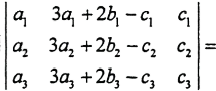 a₁ 3a₁ + 2b₁ − c₁ c₁
a₂ 3a₂ + 2b₂ − c₂ c₂ =
a₃ 3a₃ + 2b₃ − c₃ c₃